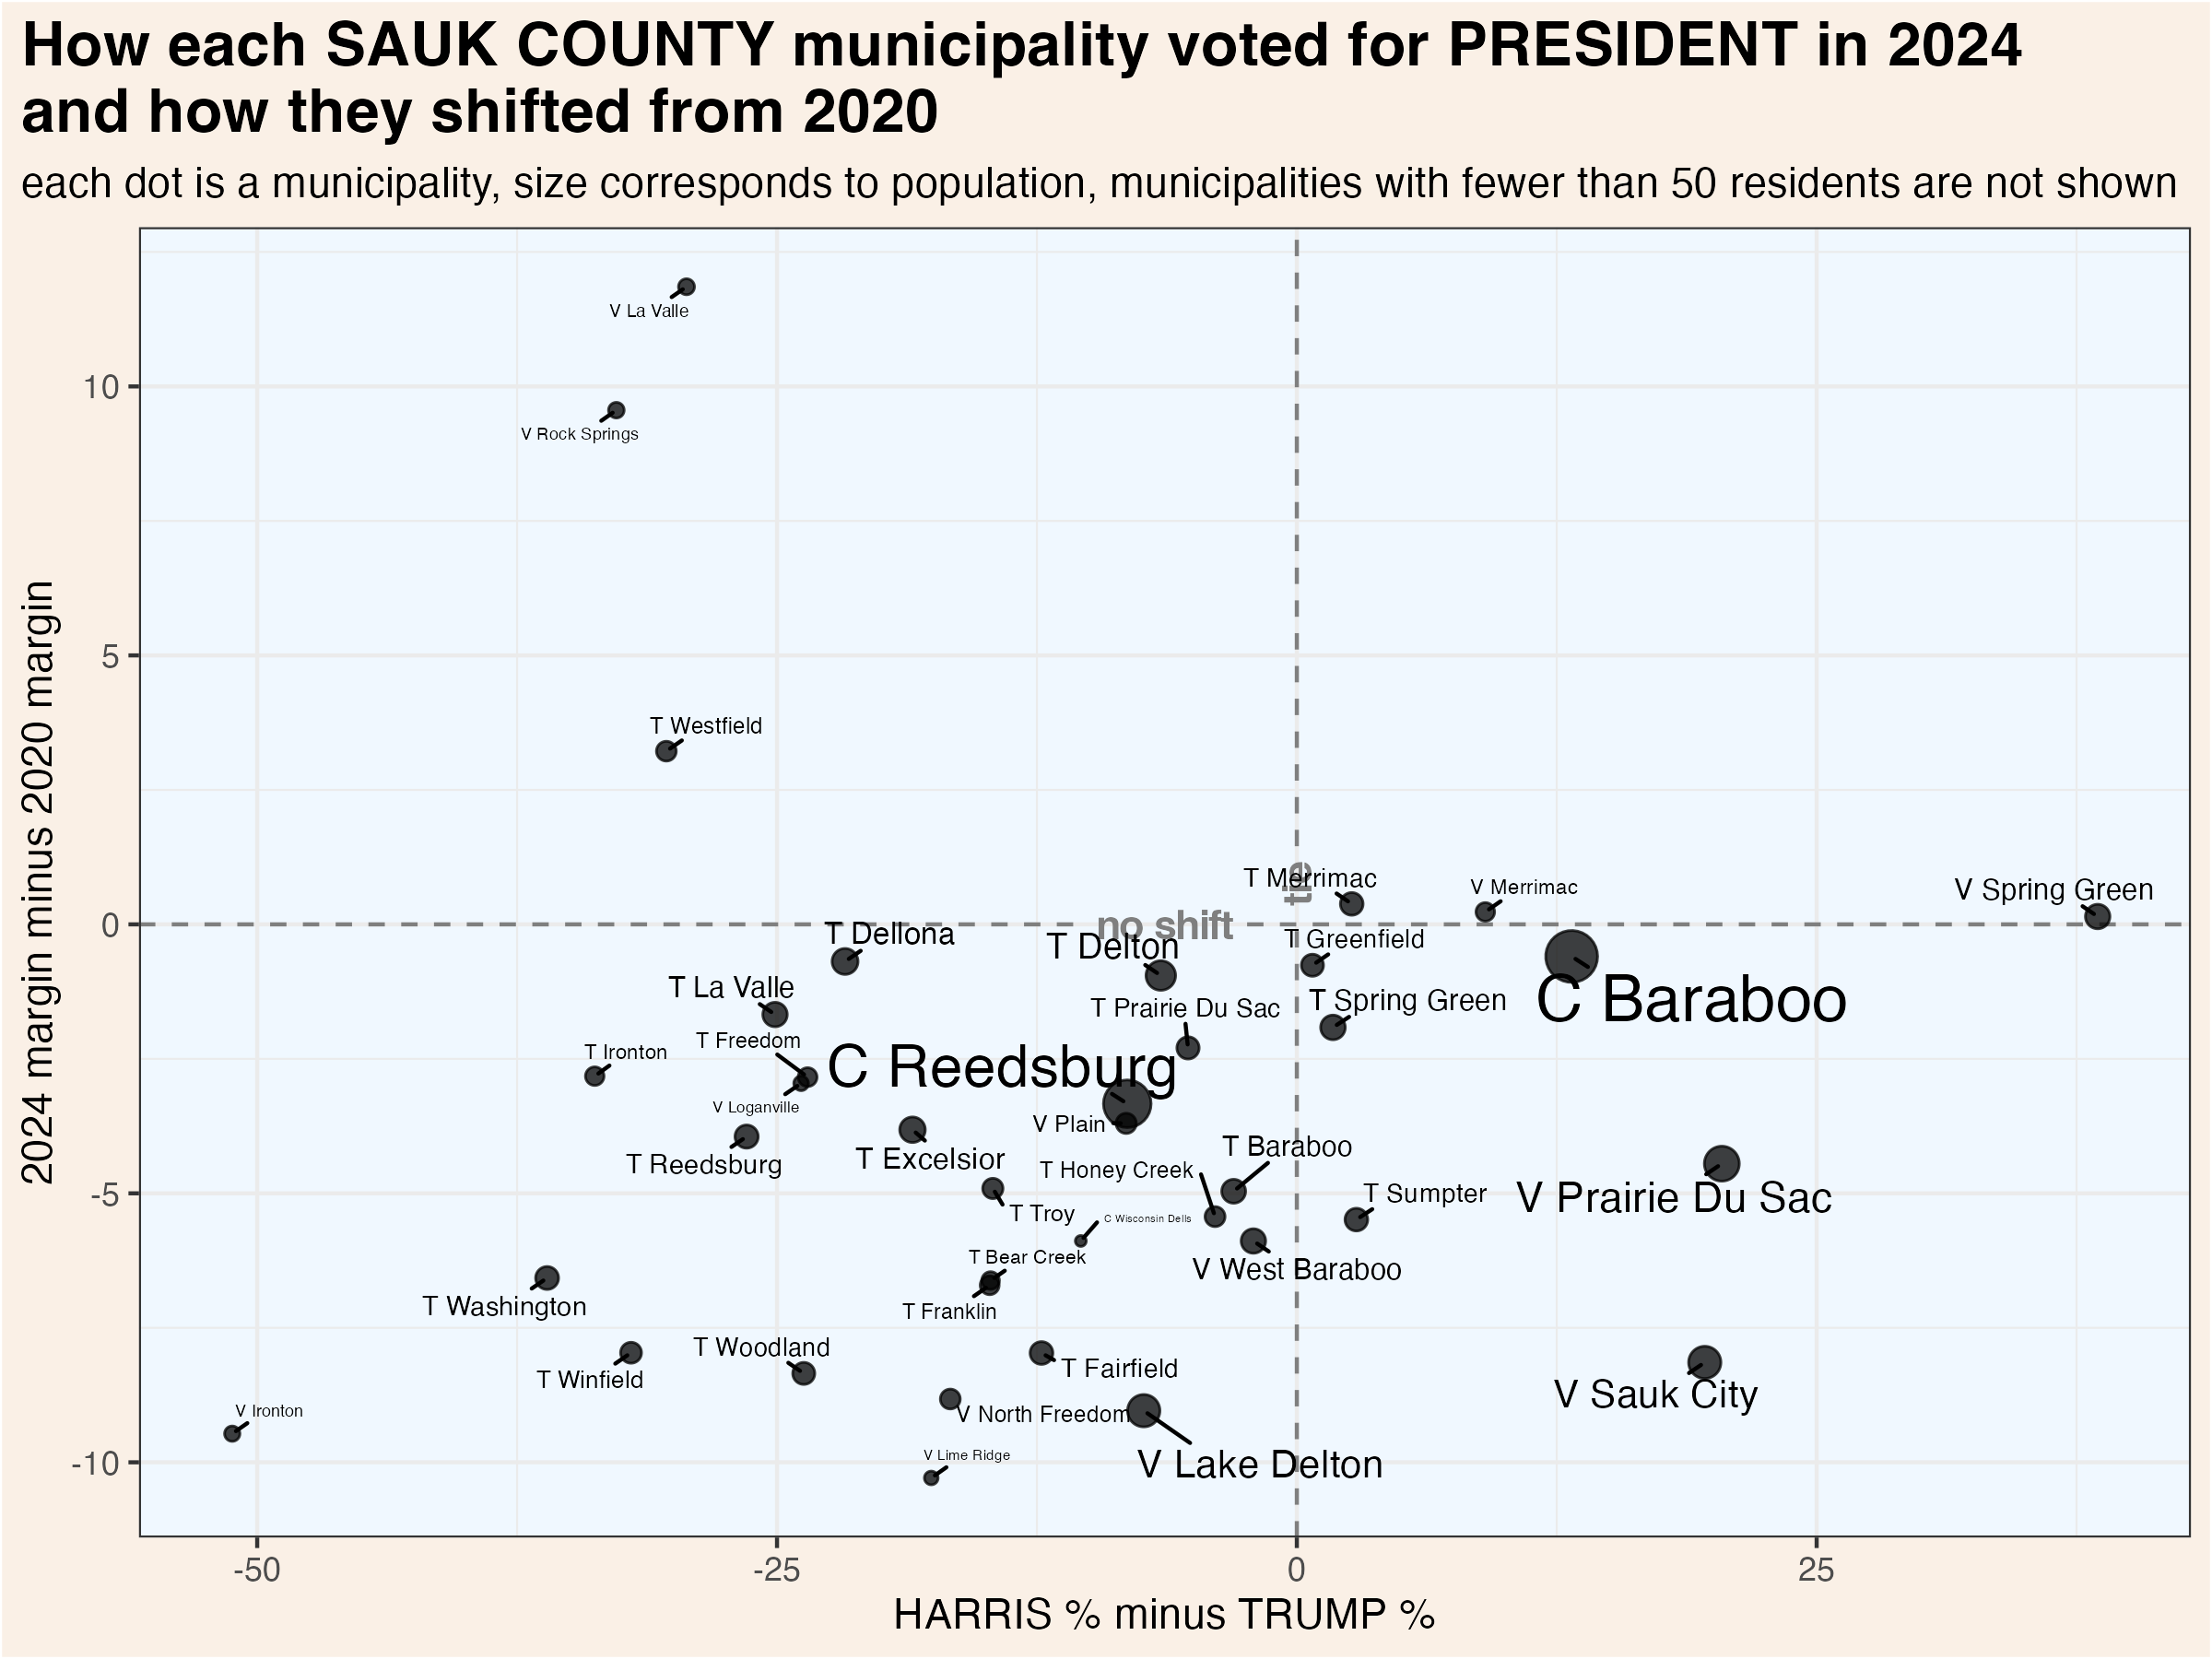 How each SAUK COUNTY municipality voted for PRESIDENT in 2024
and how they shifted from 2020
each dot is a municipality, size corresponds to population, municipalities with fewer than 50 residents are not shown
2024 margin minus 2020 margin
10
5
0
-5
-10
V La Valle
V Rock Springs
T Westfield
tie
T Merrimac
V Merrimac
V Spring Green
no shift
T Dellona
T Delton
T Greenfield
T La Valle
T Prairie Du Sac
T Spring Green
C Baraboo
T Freedom
T Ironton
C Reedsburg
V Loganville
V Plain
T Reedsburg
T Excelsior
T Baraboo
T Honey Creek
T Sumpter
V Prairie Du Sac
T Troy
C Wisconsin Dells
T Bear Creek
V West Baraboo
T Washington
T Franklin
T Woodland
T Fairfield
T Winfield
V Sauk City
V Ironton
V North Freedom
V Lime Ridge
V Lake Delton
-50
-25
0
25
HARRIS % minus TRUMP %